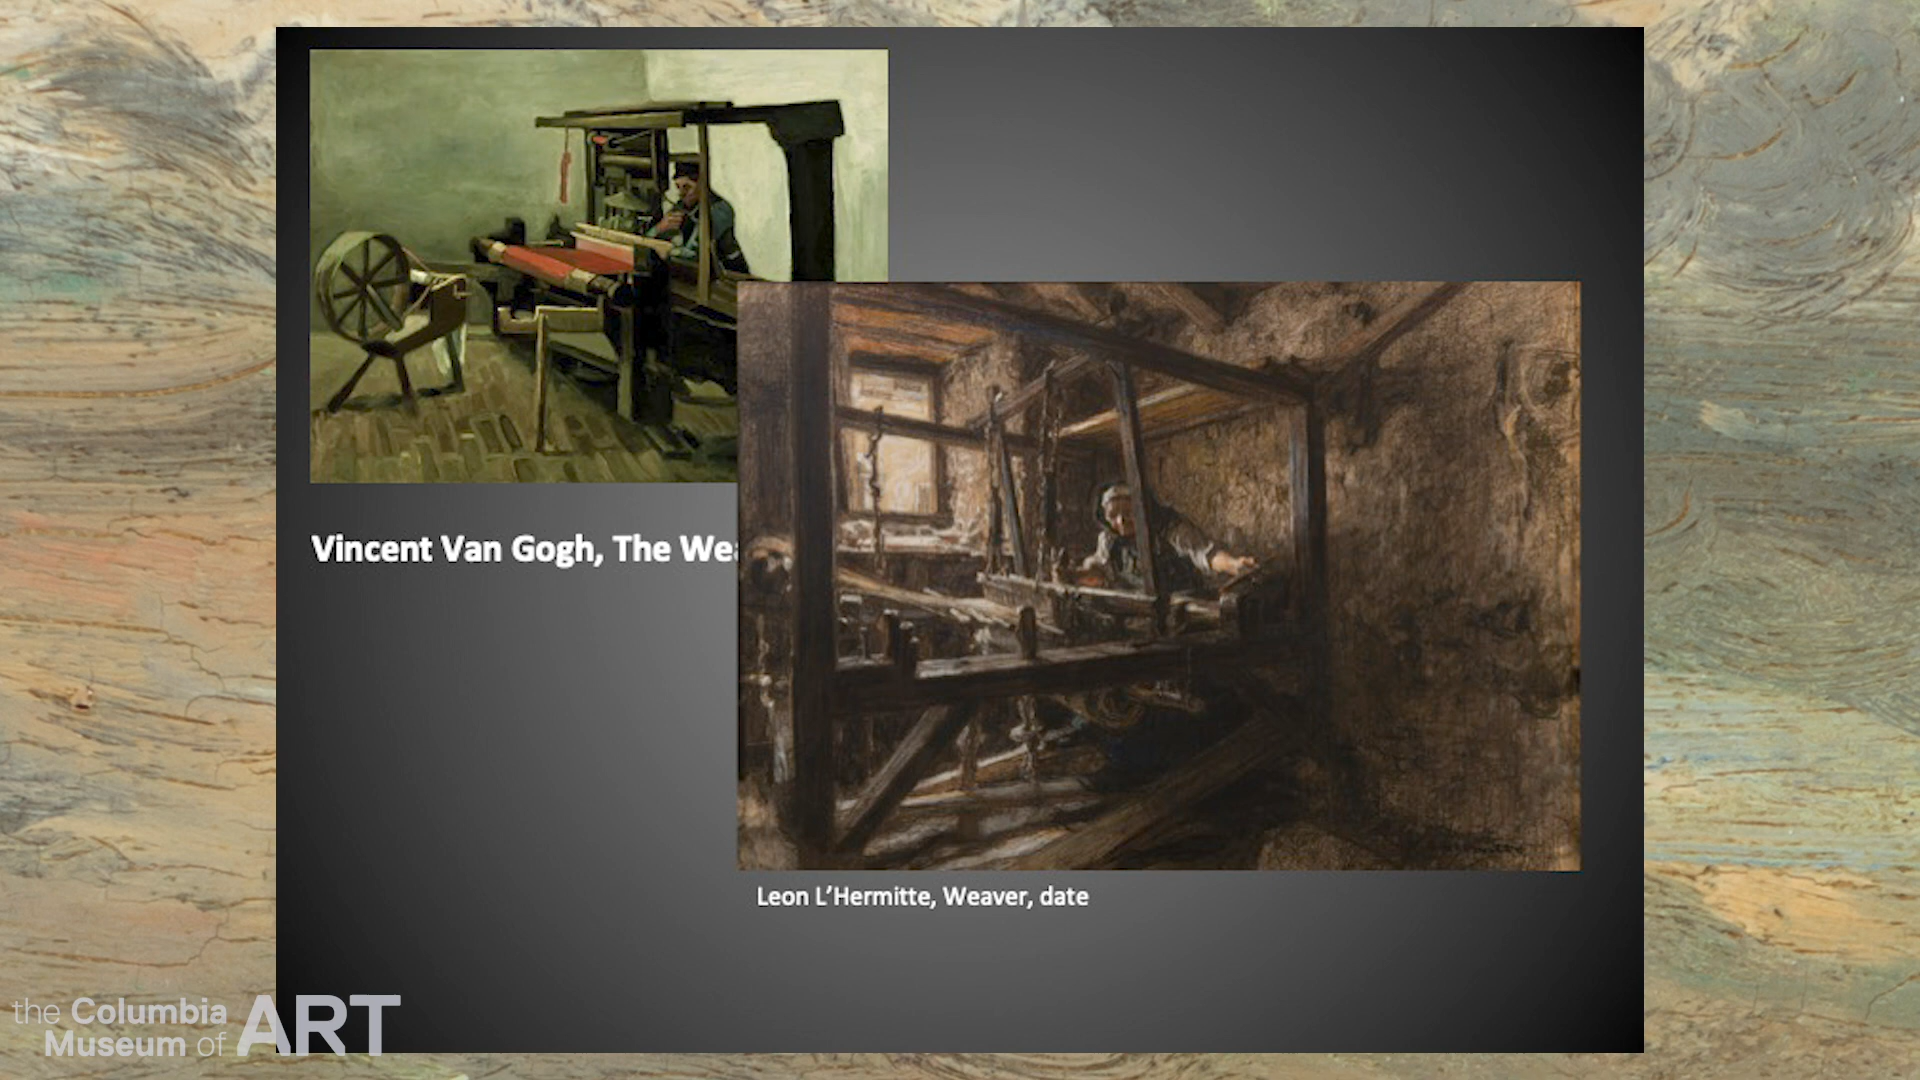 Vincent Van Gogh, The We
Leon L’Hermitte, Weaver, date
the Columbia
Museum of ART